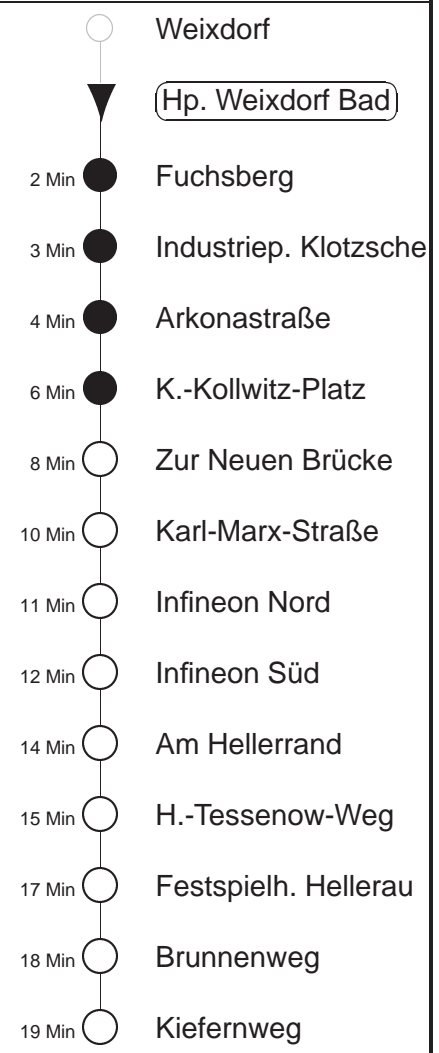 Weixdorf
Hp. Weixdorf Bad
2 Min Fuchsberg
3 Min Industriep. Klotzsche
4 Min Arkonastraße
6 Min K.-Kollwitz-Platz
8 Min Zur Neuen Brücke
10 Min Karl-Marx-Straße
11 Min Infineon Nord
12 Min Infineon Süd
14 Min Am Hellerrand
15 Min H.-Tessenow-Weg
17 Min Festspielh. Hellerau
18 Min Brunnenweg
19 Min Kiefernweg